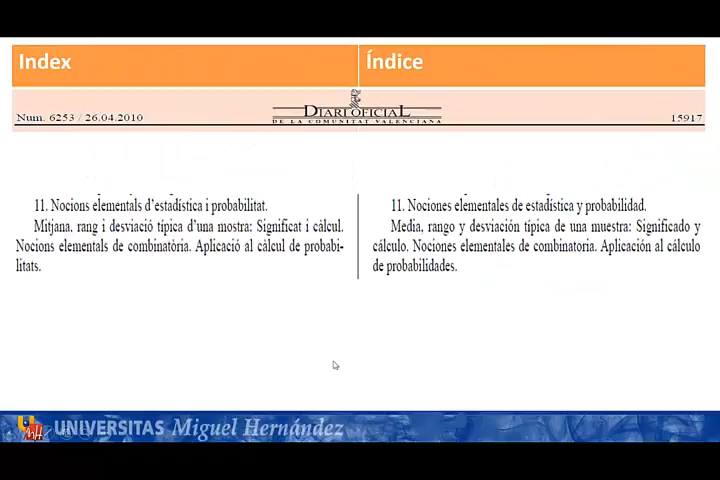 Index
Índice
Num. 6253 / 26.04.2010
DIARI OFICIAL
DE LA COMUNITAT VALENCIANA
15917
11. Nocions elementals d’estadística i probabilitat.
Mitjana, rang i desviació típica d’una mostra: Significat i càlcul.
Nocions elementals de combinatòria. Aplicació al càlcul de probabi-
litats.
11. Nociones elementales de estadística y probabilidad.
Media, rango y desviación típica de una muestra: Significado y
cálculo. Nociones elementales de combinatoria. Aplicación al cálculo
de probabilidades.
UNIVERSITAS Miguel Hernández